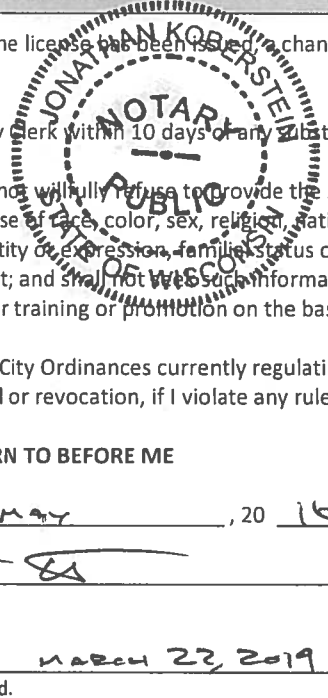 ne license has been issued, a chan
JONATHAN KOBERSTEIN
NOTARY
PUBLIC
STATE OF WISCONSIN
y Clerk within 10 days of any subst
not willfully refuse to provide the
se of race, color, sex, religion, nati
tity or expression, familial status o
t; and shall not seek such informa
r training or promotion on the bas
City Ordinances currently regulati
l or revocation, if I violate any rule
RN TO BEFORE ME
MAY , 20 16
MARCH 22, 2019
d.